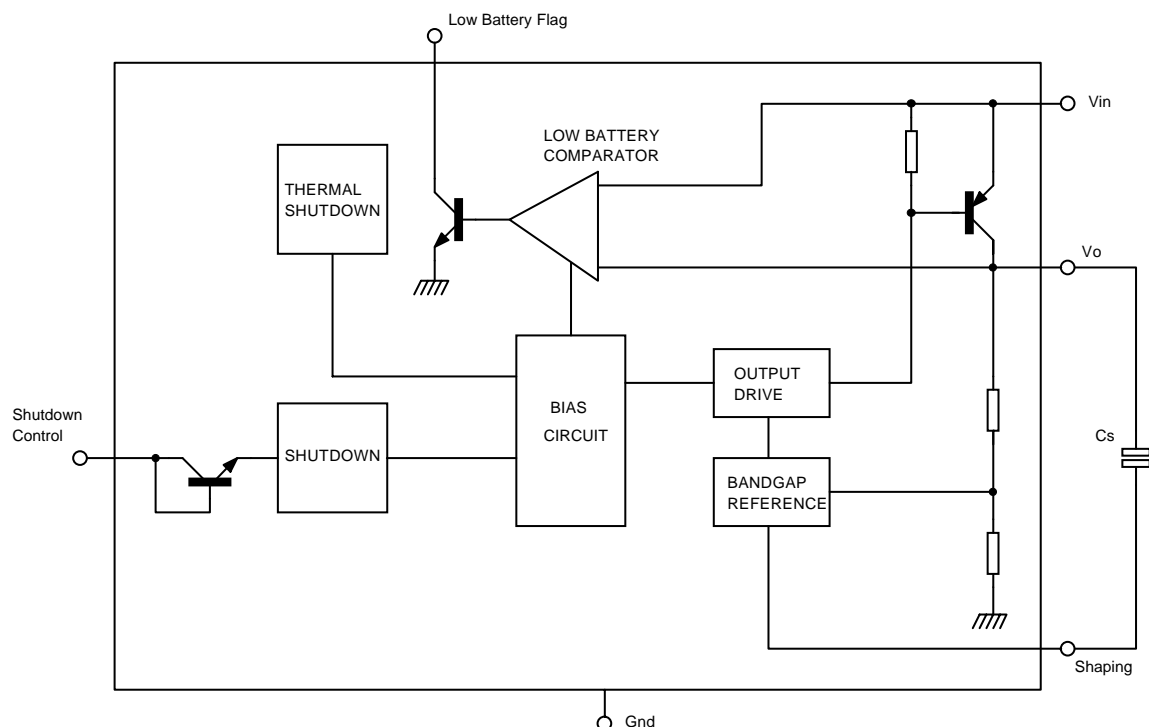 Low Battery Flag
Vin
LOW BATTERY
COMPARATOR
THERMAL
SHUTDOWN
Vo
OUTPUT
DRIVE
BIAS
CIRCUIT
Shutdown
Control
SHUTDOWN
Cs
BANDGAP
REFERENCE
Shaping
Gnd